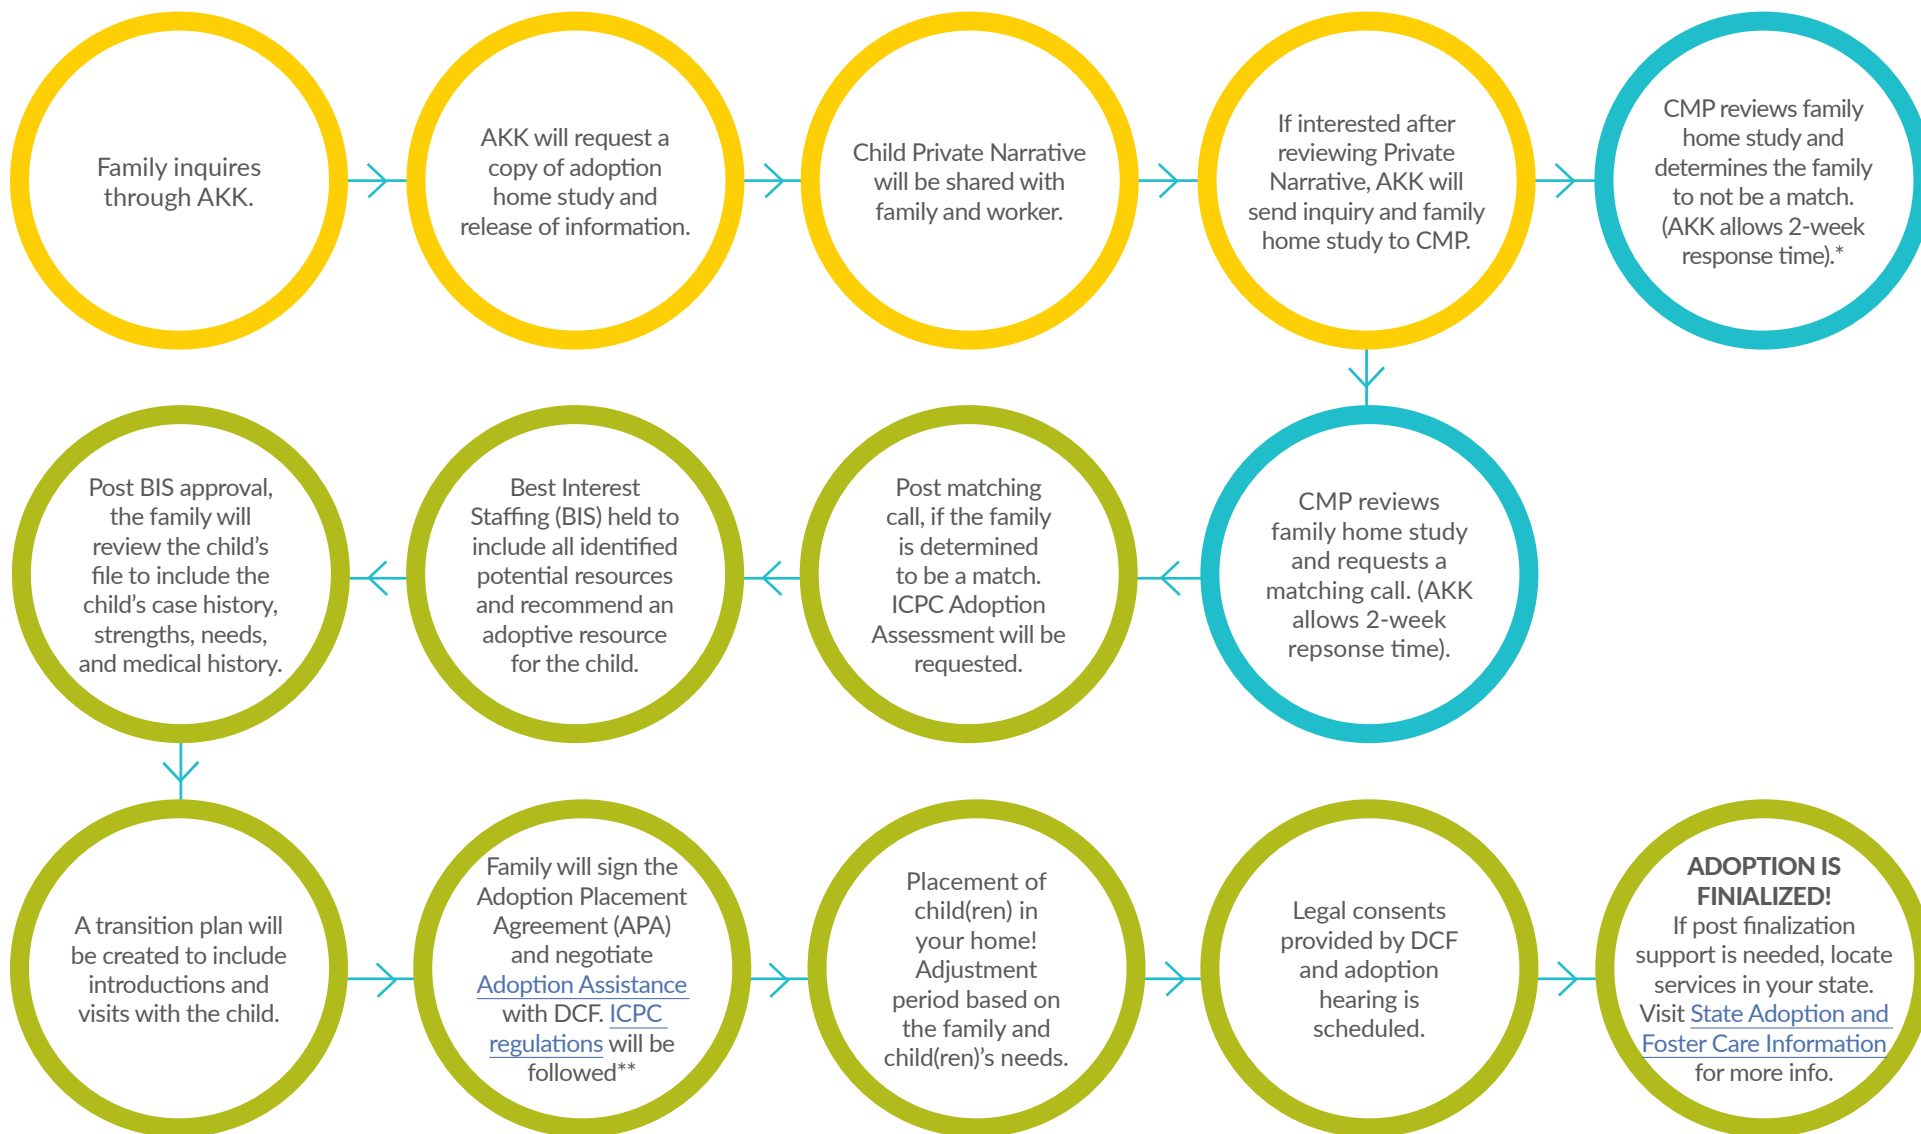 Family inquires
through AKK.
AKK will request a
copy of adoption
home study and
release of information.
Child Private Narrative
will be shared with
family and worker.
If interested after
reviewing Private
Narrative, AKK will
send inquiry and family
home study to CMP.
CMP reviews family
home study and
determines the family
to not be a match.
(AKK allows 2-week
response time).*
CMP reviews
family home study
and requests a
matching call. (AKK
allows 2-week
repsonse time).
Post matching
call, if the family
is determined
to be a match.
ICPC Adoption
Assessment will be
requested.
Best Interest
Staffing (BIS) held to
include all identified
potential resources
and recommend an
adoptive resource
for the child.
Post BIS approval,
the family will
review the child’s
file to include the
child’s case history,
strengths, needs,
and medical history.
A transition plan will
be created to include
introductions and
visits with the child.
Family will sign the
Adoption Placement
Agreement (APA)
and negotiate
Adoption Assistance
with DCF. ICPC
regulations will be
followed**
Placement of
child(ren) in
your home!
Adjustment
period based on
the family and
child(ren)’s needs.
Legal consents
provided by DCF
and adoption
hearing is
scheduled.
ADOPTION IS
FINIALIZED!
If post finalization
support is needed, locate
services in your state.
Visit State Adoption and
Foster Care Information
for more info.